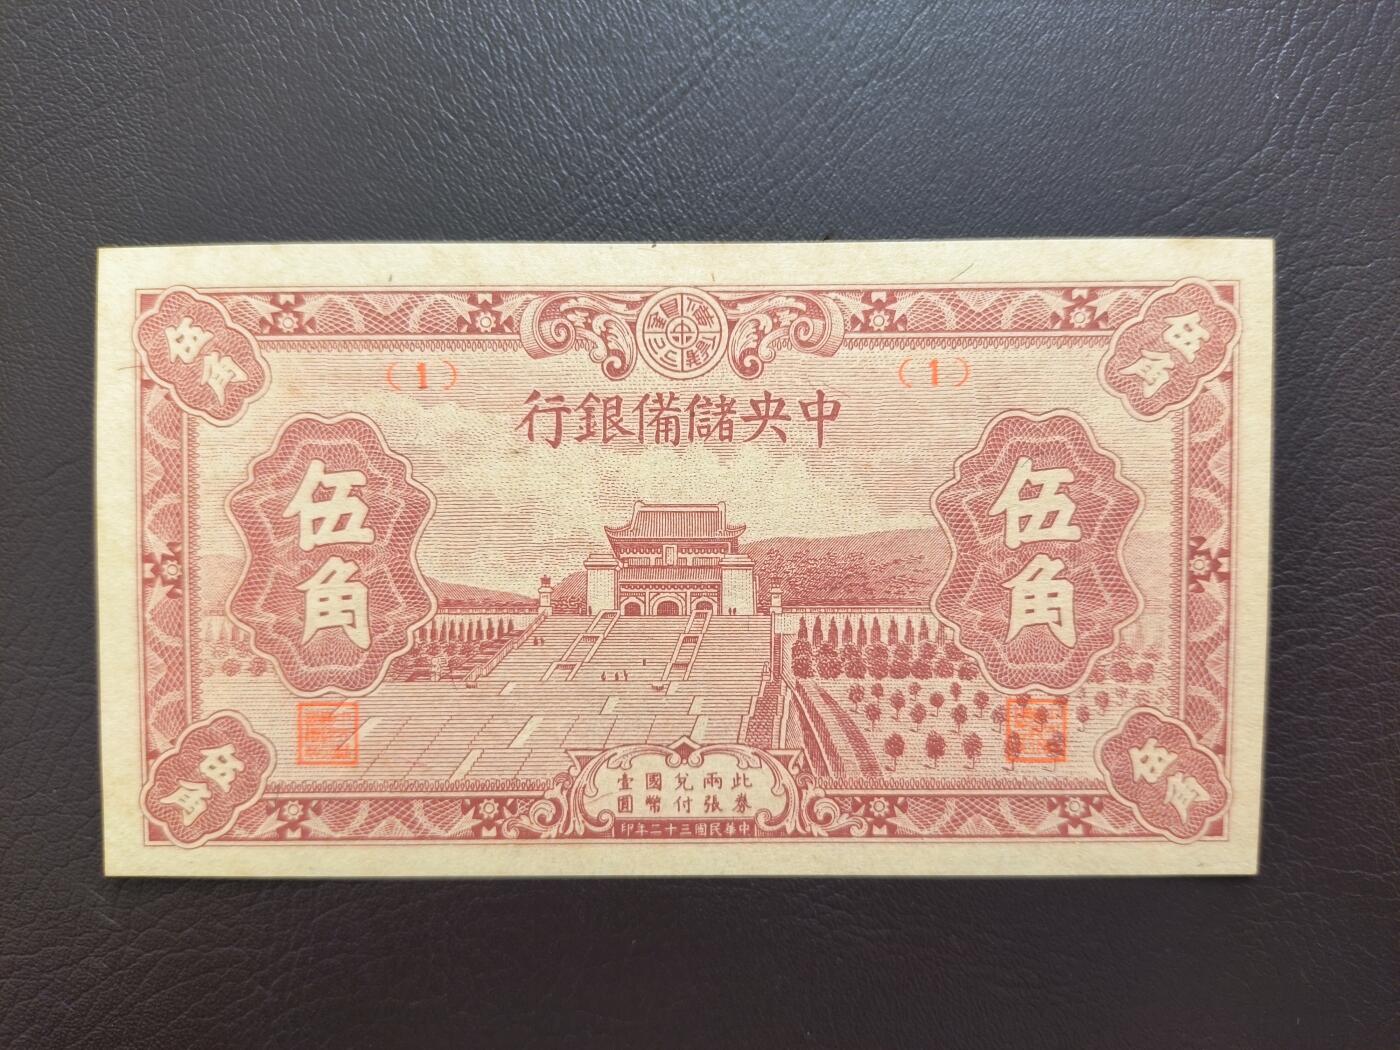 (1)
(1)
中央儲備銀行
伍角
伍角
伍角
伍角
伍角
伍角
此券兩張兌付國幣壹圓
中華民國三十二年印